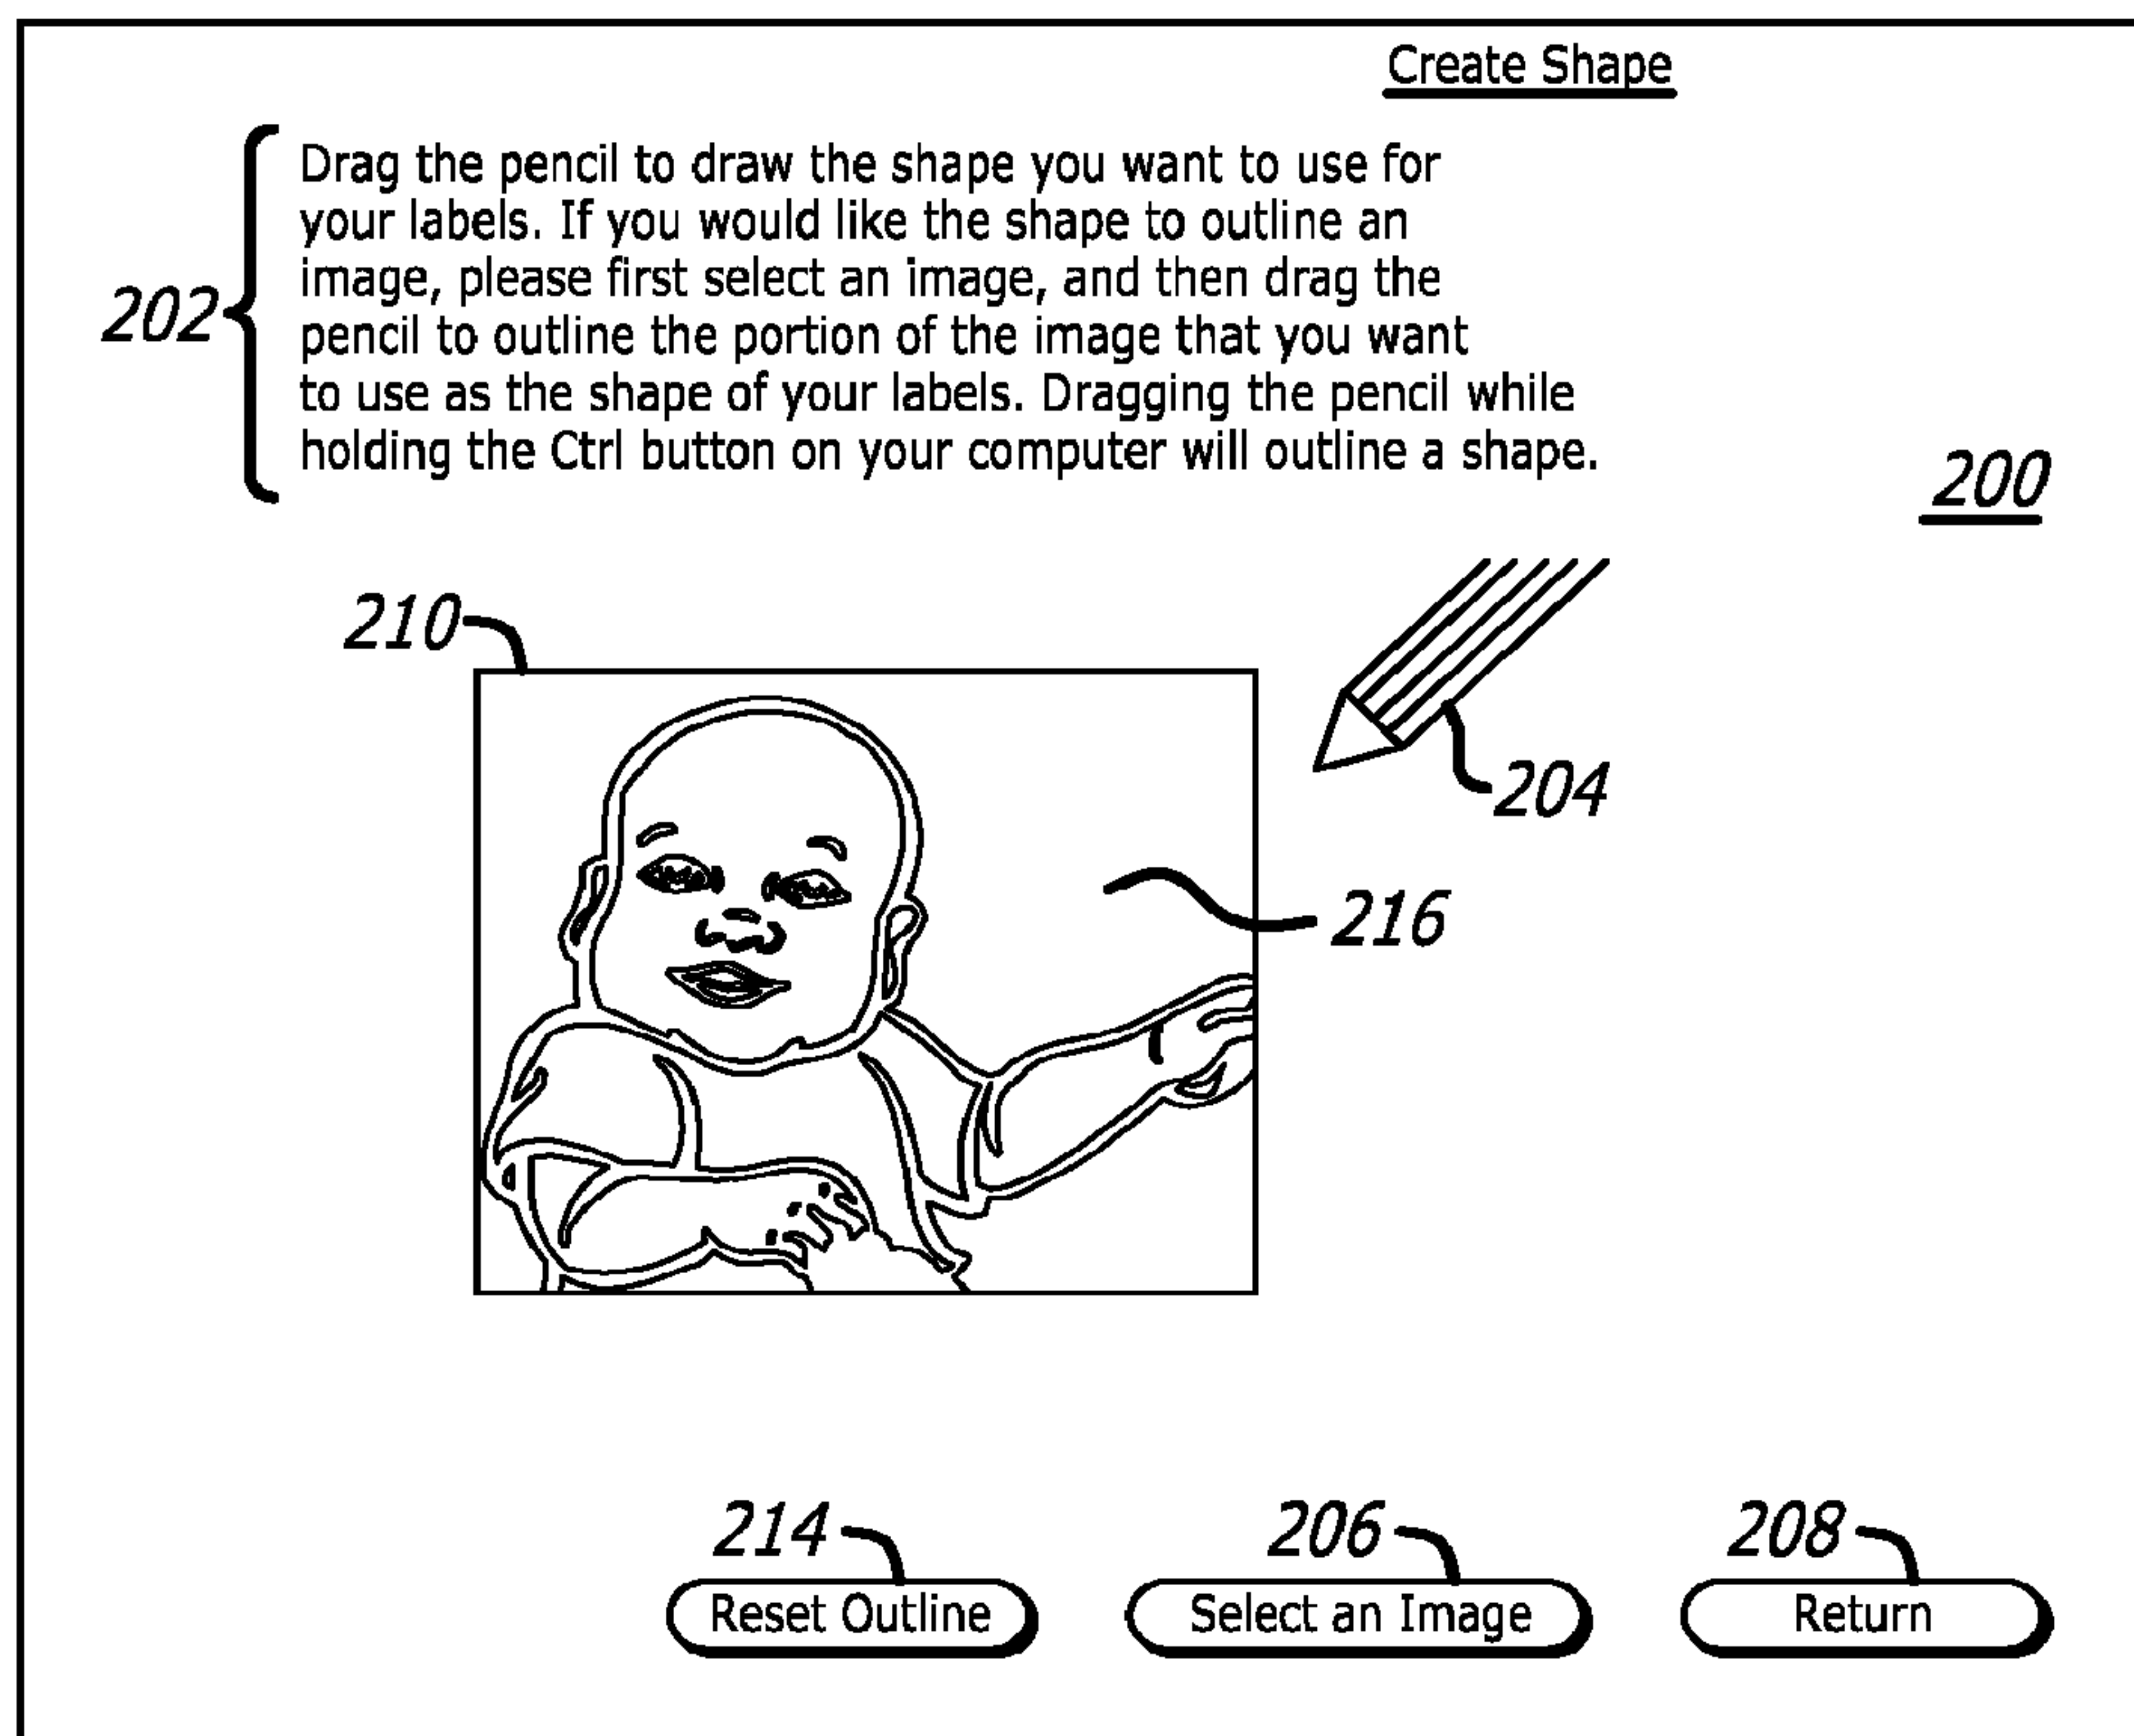 Create Shape
Drag the pencil to draw the shape you want to use for
your labels. If you would like the shape to outline an
image, please first select an image, and then drag the
pencil to outline the portion of the image that you want
to use as the shape of your labels. Dragging the pencil while
holding the Ctrl button on your computer will outline a shape.
202
200
210
204
216
214
206
208
Reset Outline
Select an Image
Return